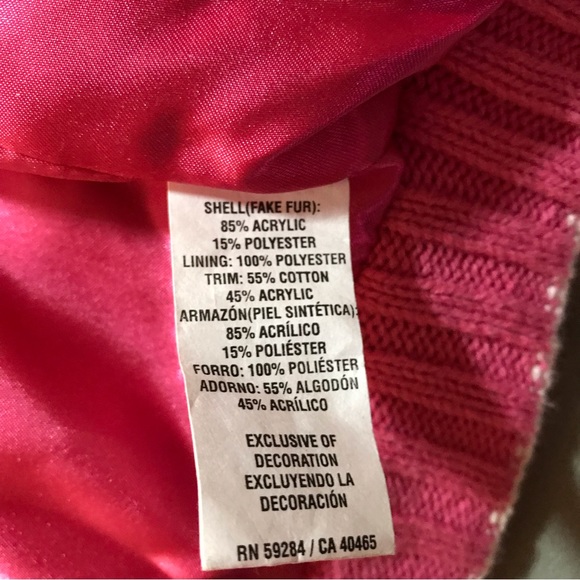 SHELL(FAKE FUR):
85% ACRYLIC
15% POLYESTER
LINING: 100% POLYESTER
TRIM: 55% COTTON
45% ACRYLIC
ARMAZÓN(PIEL SINTÉTICA):
85% ACRÍLICO
15% POLIÉSTER
FORRO: 100% POLIÉSTER
ADORNO: 55% ALGODÓN
45% ACRÍLICO
EXCLUSIVE OF
DECORATION
EXCLUYENDO LA
DECORACIÓN
RN 59284 / CA 40465